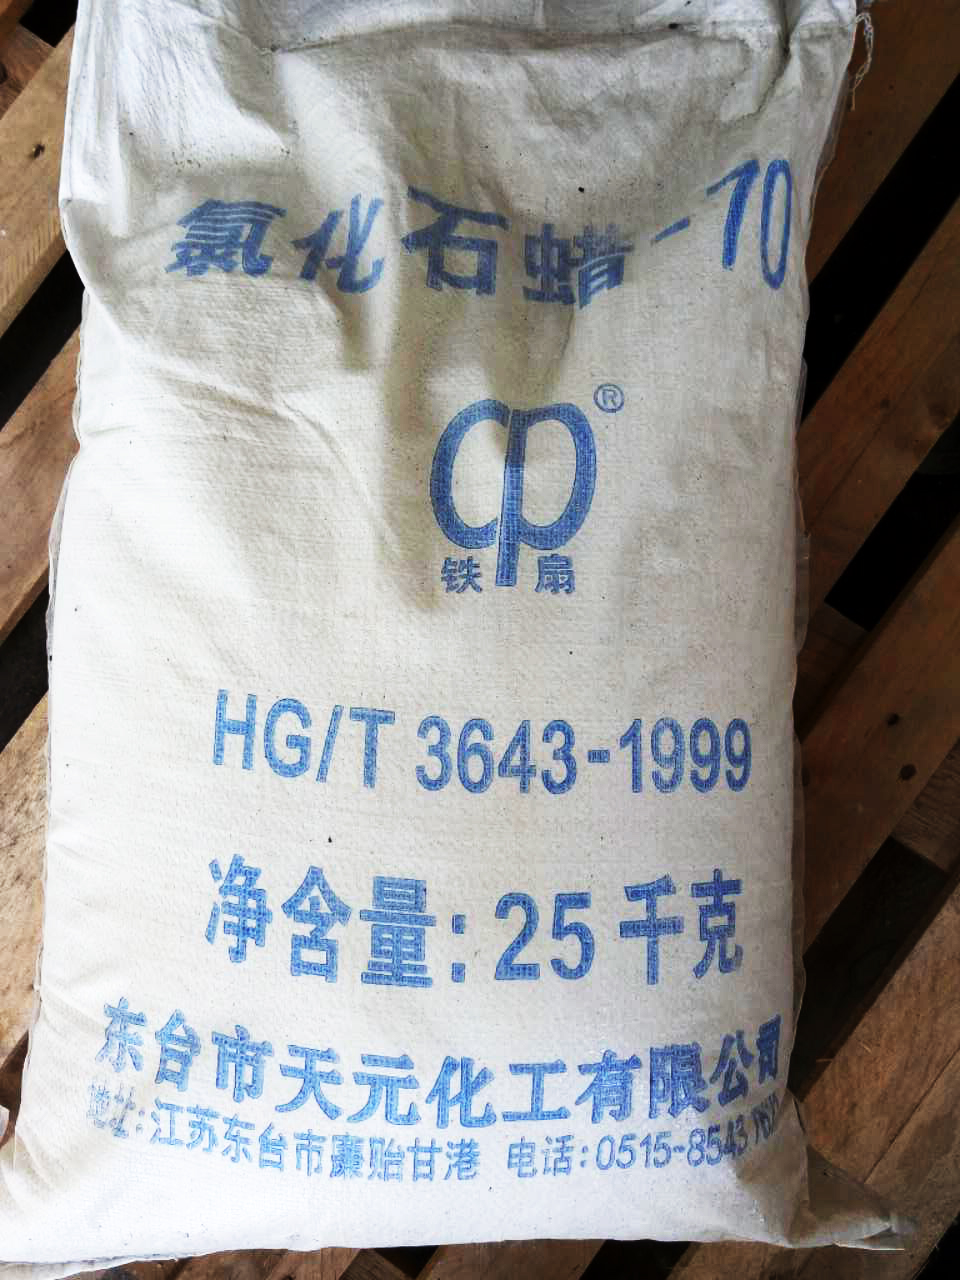 氯化石蜡-70
®
铁 扇
HG/T 3643-1999
净含量:25千克
东台市天元化工有限公司
地址:江苏东台市廉贻甘港 电话:0515-8543